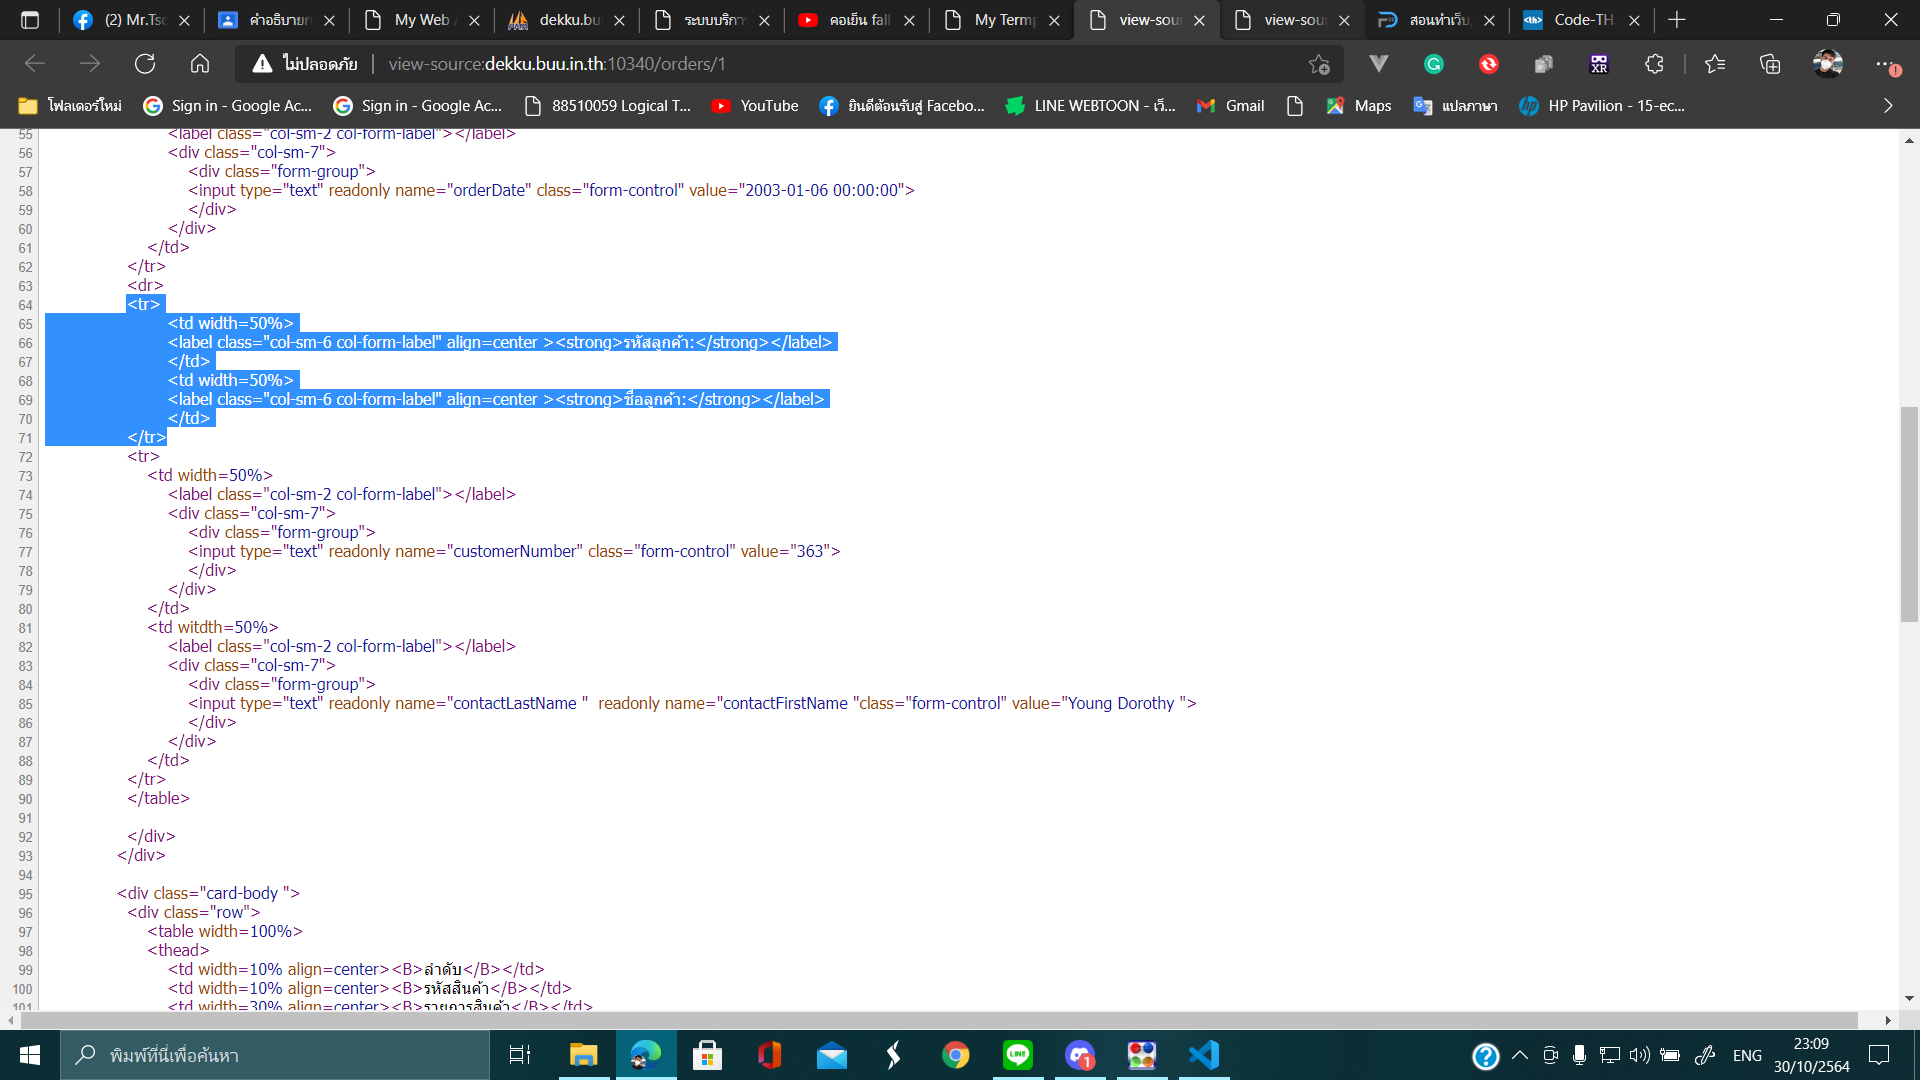 (2) Mr.Tsc
คำอธิบายก
My Web A
dekku.bu
ระบบบริกา
คอเย็น fall
My Term
view-sour
view-sour
สอนทำเว็บ
Code-TH
ไม่ปลอดภัย
view-source:dekku.buu.in.th:10340/orders/1
โฟลเดอร์ใหม่
Sign in - Google Ac...
Sign in - Google Ac...
88510059 Logical T...
YouTube
ยินดีต้อนรับสู่ Facebo...
LINE WEBTOON - เว็...
Gmail
Maps
แปลภาษา
HP Pavilion - 15-ec...
55 <label class="col-sm-2 col-form-label"></label>
56 <div class="col-sm-7">
57 <div class="form-group">
58 <input type="text" readonly name="orderDate" class="form-control" value="2003-01-06 00:00:00">
59 </div>
60 </div>
61 </td>
62 </tr>
63 <dr>
64 <tr>
65 <td width=50%>
66 <label class="col-sm-6 col-form-label" align=center ><strong>รหัสลูกค้า:</strong></label>
67 </td>
68 <td width=50%>
69 <label class="col-sm-6 col-form-label" align=center ><strong>ชื่อลูกค้า:</strong></label>
70 </td>
71 </tr>
72 <tr>
73 <td width=50%>
74 <label class="col-sm-2 col-form-label"></label>
75 <div class="col-sm-7">
76 <div class="form-group">
77 <input type="text" readonly name="customerNumber" class="form-control" value="363">
78 </div>
79 </div>
80 </td>
81 <td witdth=50%>
82 <label class="col-sm-2 col-form-label"></label>
83 <div class="col-sm-7">
84 <div class="form-group">
85 <input type="text" readonly name="contactLastName "  readonly name="contactFirstName "class="form-control" value="Young Dorothy ">
86 </div>
87 </div>
88 </td>
89 </tr>
90 </table>
91
92 </div>
93 </div>
94
95 <div class="card-body ">
96 <div class="row">
97 <table width=100%>
98 <thead>
99 <td width=10% align=center><B>ลำดับ</B></td>
100 <td width=10% align=center><B>รหัสสินค้า</B></td>
101 <td width=30% align=center><B>รายการสินค้า</B></td>
พิมพ์ที่นี่เพื่อค้นหา
ENG
23:09
30/10/2564